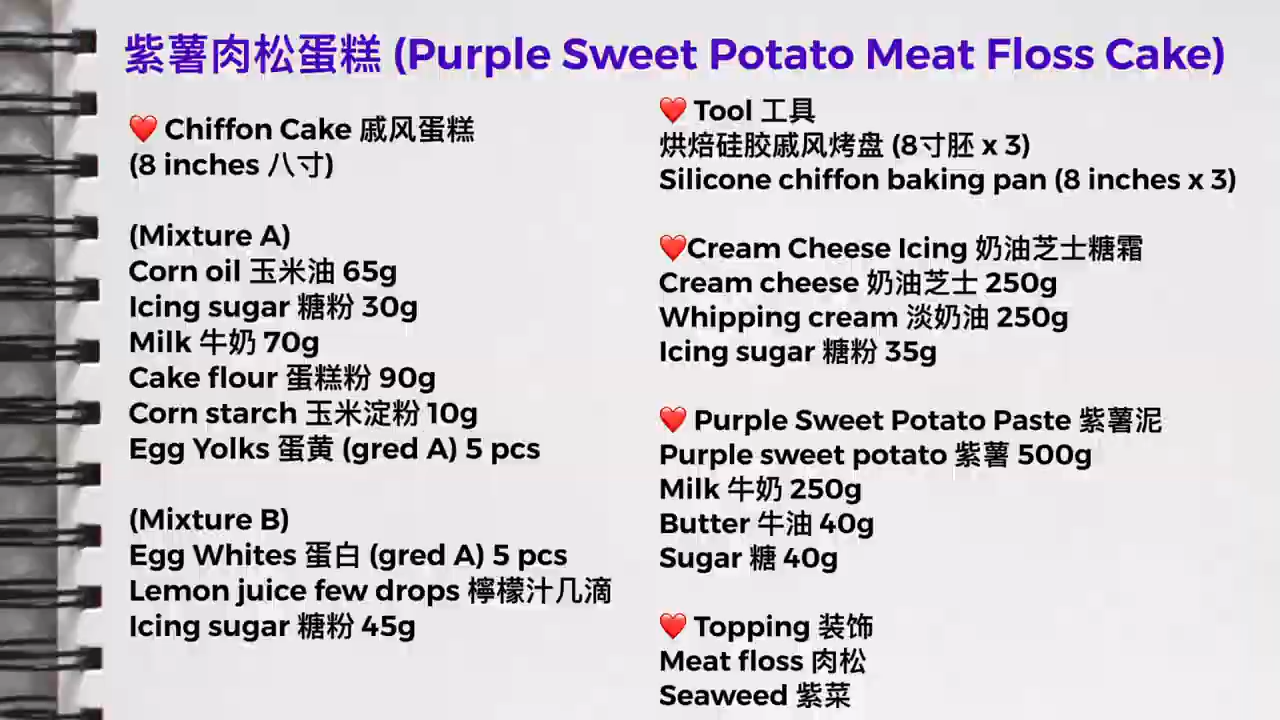 紫薯肉松蛋糕 (Purple Sweet Potato Meat Floss Cake)
❤️ Chiffon Cake 戚风蛋糕
(8 inches 八寸)
(Mixture A)
Corn oil 玉米油 65g
Icing sugar 糖粉 30g
Milk 牛奶 70g
Cake flour 蛋糕粉 90g
Corn starch 玉米淀粉 10g
Egg Yolks 蛋黄 (gred A) 5 pcs
(Mixture B)
Egg Whites 蛋白 (gred A) 5 pcs
Lemon juice few drops 檸檬汁几滴
Icing sugar 糖粉 45g
❤️ Tool 工具
烘焙硅胶戚风烤盘 (8寸胚 x 3)
Silicone chiffon baking pan (8 inches x 3)
❤️Cream Cheese Icing 奶油芝士糖霜
Cream cheese 奶油芝士 250g
Whipping cream 淡奶油 250g
Icing sugar 糖粉 35g
❤️ Purple Sweet Potato Paste 紫薯泥
Purple sweet potato 紫薯 500g
Milk 牛奶 250g
Butter 牛油 40g
Sugar 糖 40g
❤️ Topping 装饰
Meat floss 肉松
Seaweed 紫菜